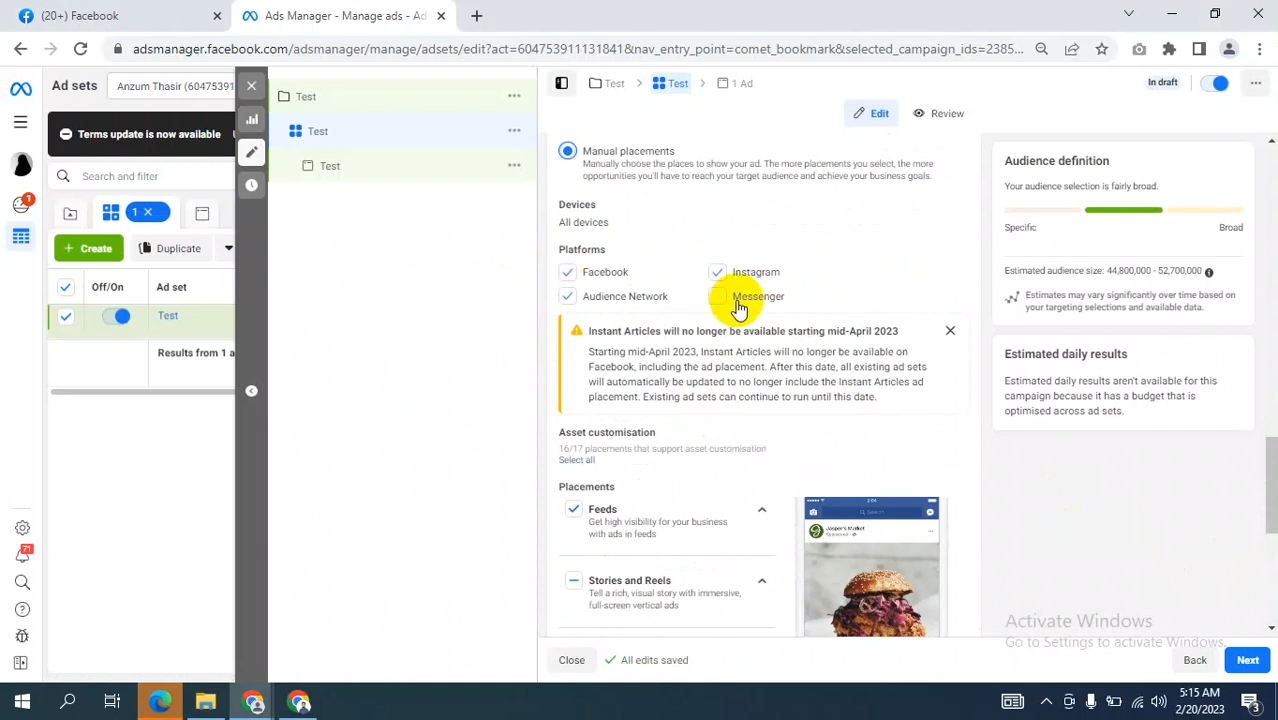 (20+) Facebook
Ads Manager - Manage ads - Ad
adsmanager.facebook.com/adsmanager/manage/adsets/edit?act=604753911131841&nav_entry_point=comet_bookmark&selected_campaign_ids=2385...
Ad sets
Anzum Thasir (60475391
Terms update is now available
Search and filter
1
1
Create
Duplicate
Off/On
Ad set
Test
Results from 1 a
71
Test
Test
Test
Test
Test
1 Ad
In draft
Edit
Review
Manual placements
Manually choose the places to show your ad. The more placements you select, the more
opportunities you'll have to reach your target audience and achieve your business goals.
Devices
All devices
Platforms
Facebook
Instagram
Audience Network
Messenger
Instant Articles will no longer be available starting mid-April 2023
Starting mid-April 2023, Instant Articles will no longer be available on
Facebook, including the ad placement. After this date, all existing ad sets
will automatically be updated to no longer include the Instant Articles ad
placement. Existing ad sets can continue to run until this date.
Asset customisation
16/17 placements that support asset customisation
Select all
Placements
Feeds
Get high visibility for your business
with ads in feeds
Stories and Reels
Tell a rich, visual story with immersive,
full-screen vertical ads
Search
Jasper's Market
Close
All edits saved
Back
Next
Audience definition
Your audience selection is fairly broad.
Specific
Broad
Estimated audience size: 44,800,000 - 52,700,000
Estimates may vary significantly over time based on
your targeting selections and available data.
Estimated daily results
Estimated daily results aren't available for this
campaign because it has a budget that is
optimised across ad sets.
Activate Windows
Go to Settings to activate Windows.
5:15 AM
2/20/2023
3